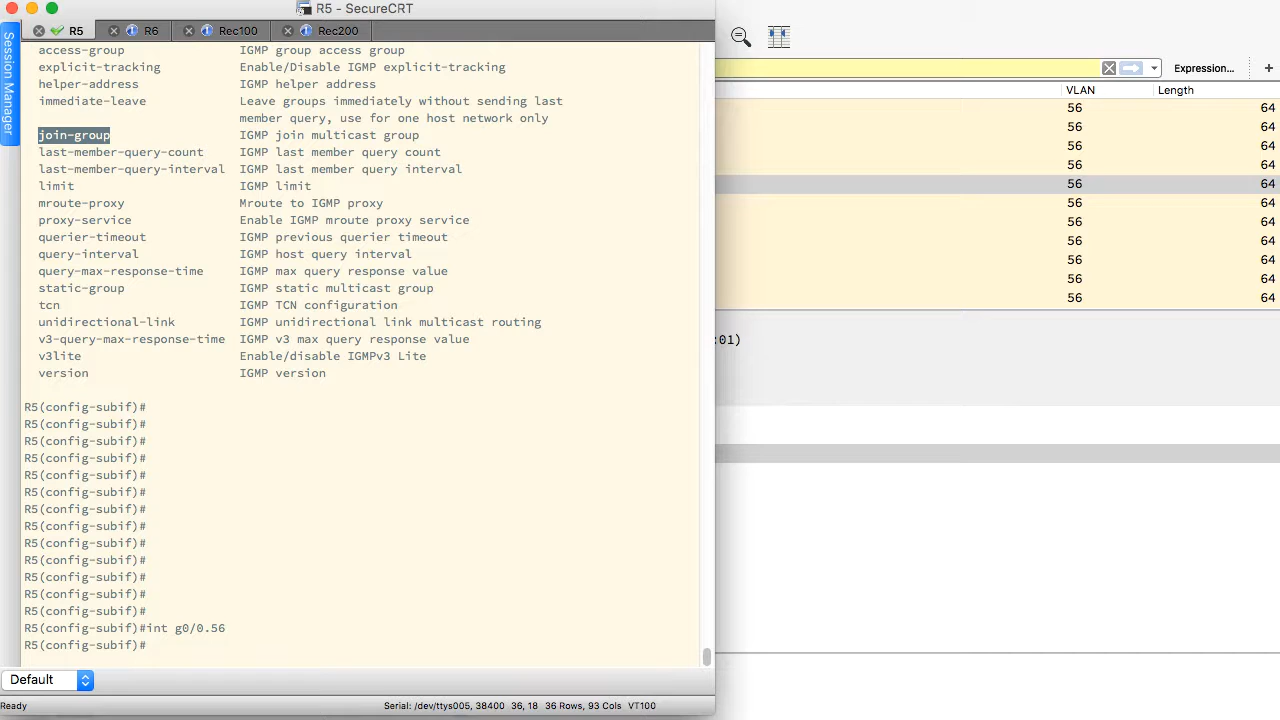 R5 - SecureCRT
R5
R6
Rec100
Rec200
Session Manager
access-group IGMP group access group
explicit-tracking Enable/Disable IGMP explicit-tracking
helper-address IGMP helper address
immediate-leave Leave groups immediately without sending last
member query, use for one host network only
join-group IGMP join multicast group
last-member-query-count IGMP last member query count
last-member-query-interval IGMP last member query interval
limit IGMP limit
mroute-proxy Mroute to IGMP proxy
proxy-service Enable IGMP mroute proxy service
querier-timeout IGMP previous querier timeout
query-interval IGMP host query interval
query-max-response-time IGMP max query response value
static-group IGMP static multicast group
tcn IGMP TCN configuration
unidirectional-link IGMP unidirectional link multicast routing
v3-query-max-response-time IGMP v3 max query response value
v3lite Enable/disable IGMPv3 Lite
version IGMP version
R5(config-subif)#
R5(config-subif)#
R5(config-subif)#
R5(config-subif)#
R5(config-subif)#
R5(config-subif)#
R5(config-subif)#
R5(config-subif)#
R5(config-subif)#
R5(config-subif)#
R5(config-subif)#
R5(config-subif)#
R5(config-subif)#
R5(config-subif)#int g0/0.56
R5(config-subif)#
Default
Ready
Serial: /dev/ttys005, 38400 36, 18 36 Rows, 93 Cols VT100
Expression... +
VLAN Length
56 64
56 64
56 64
56 64
56 64
56 64
56 64
56 64
56 64
56 64
56 64
:01)